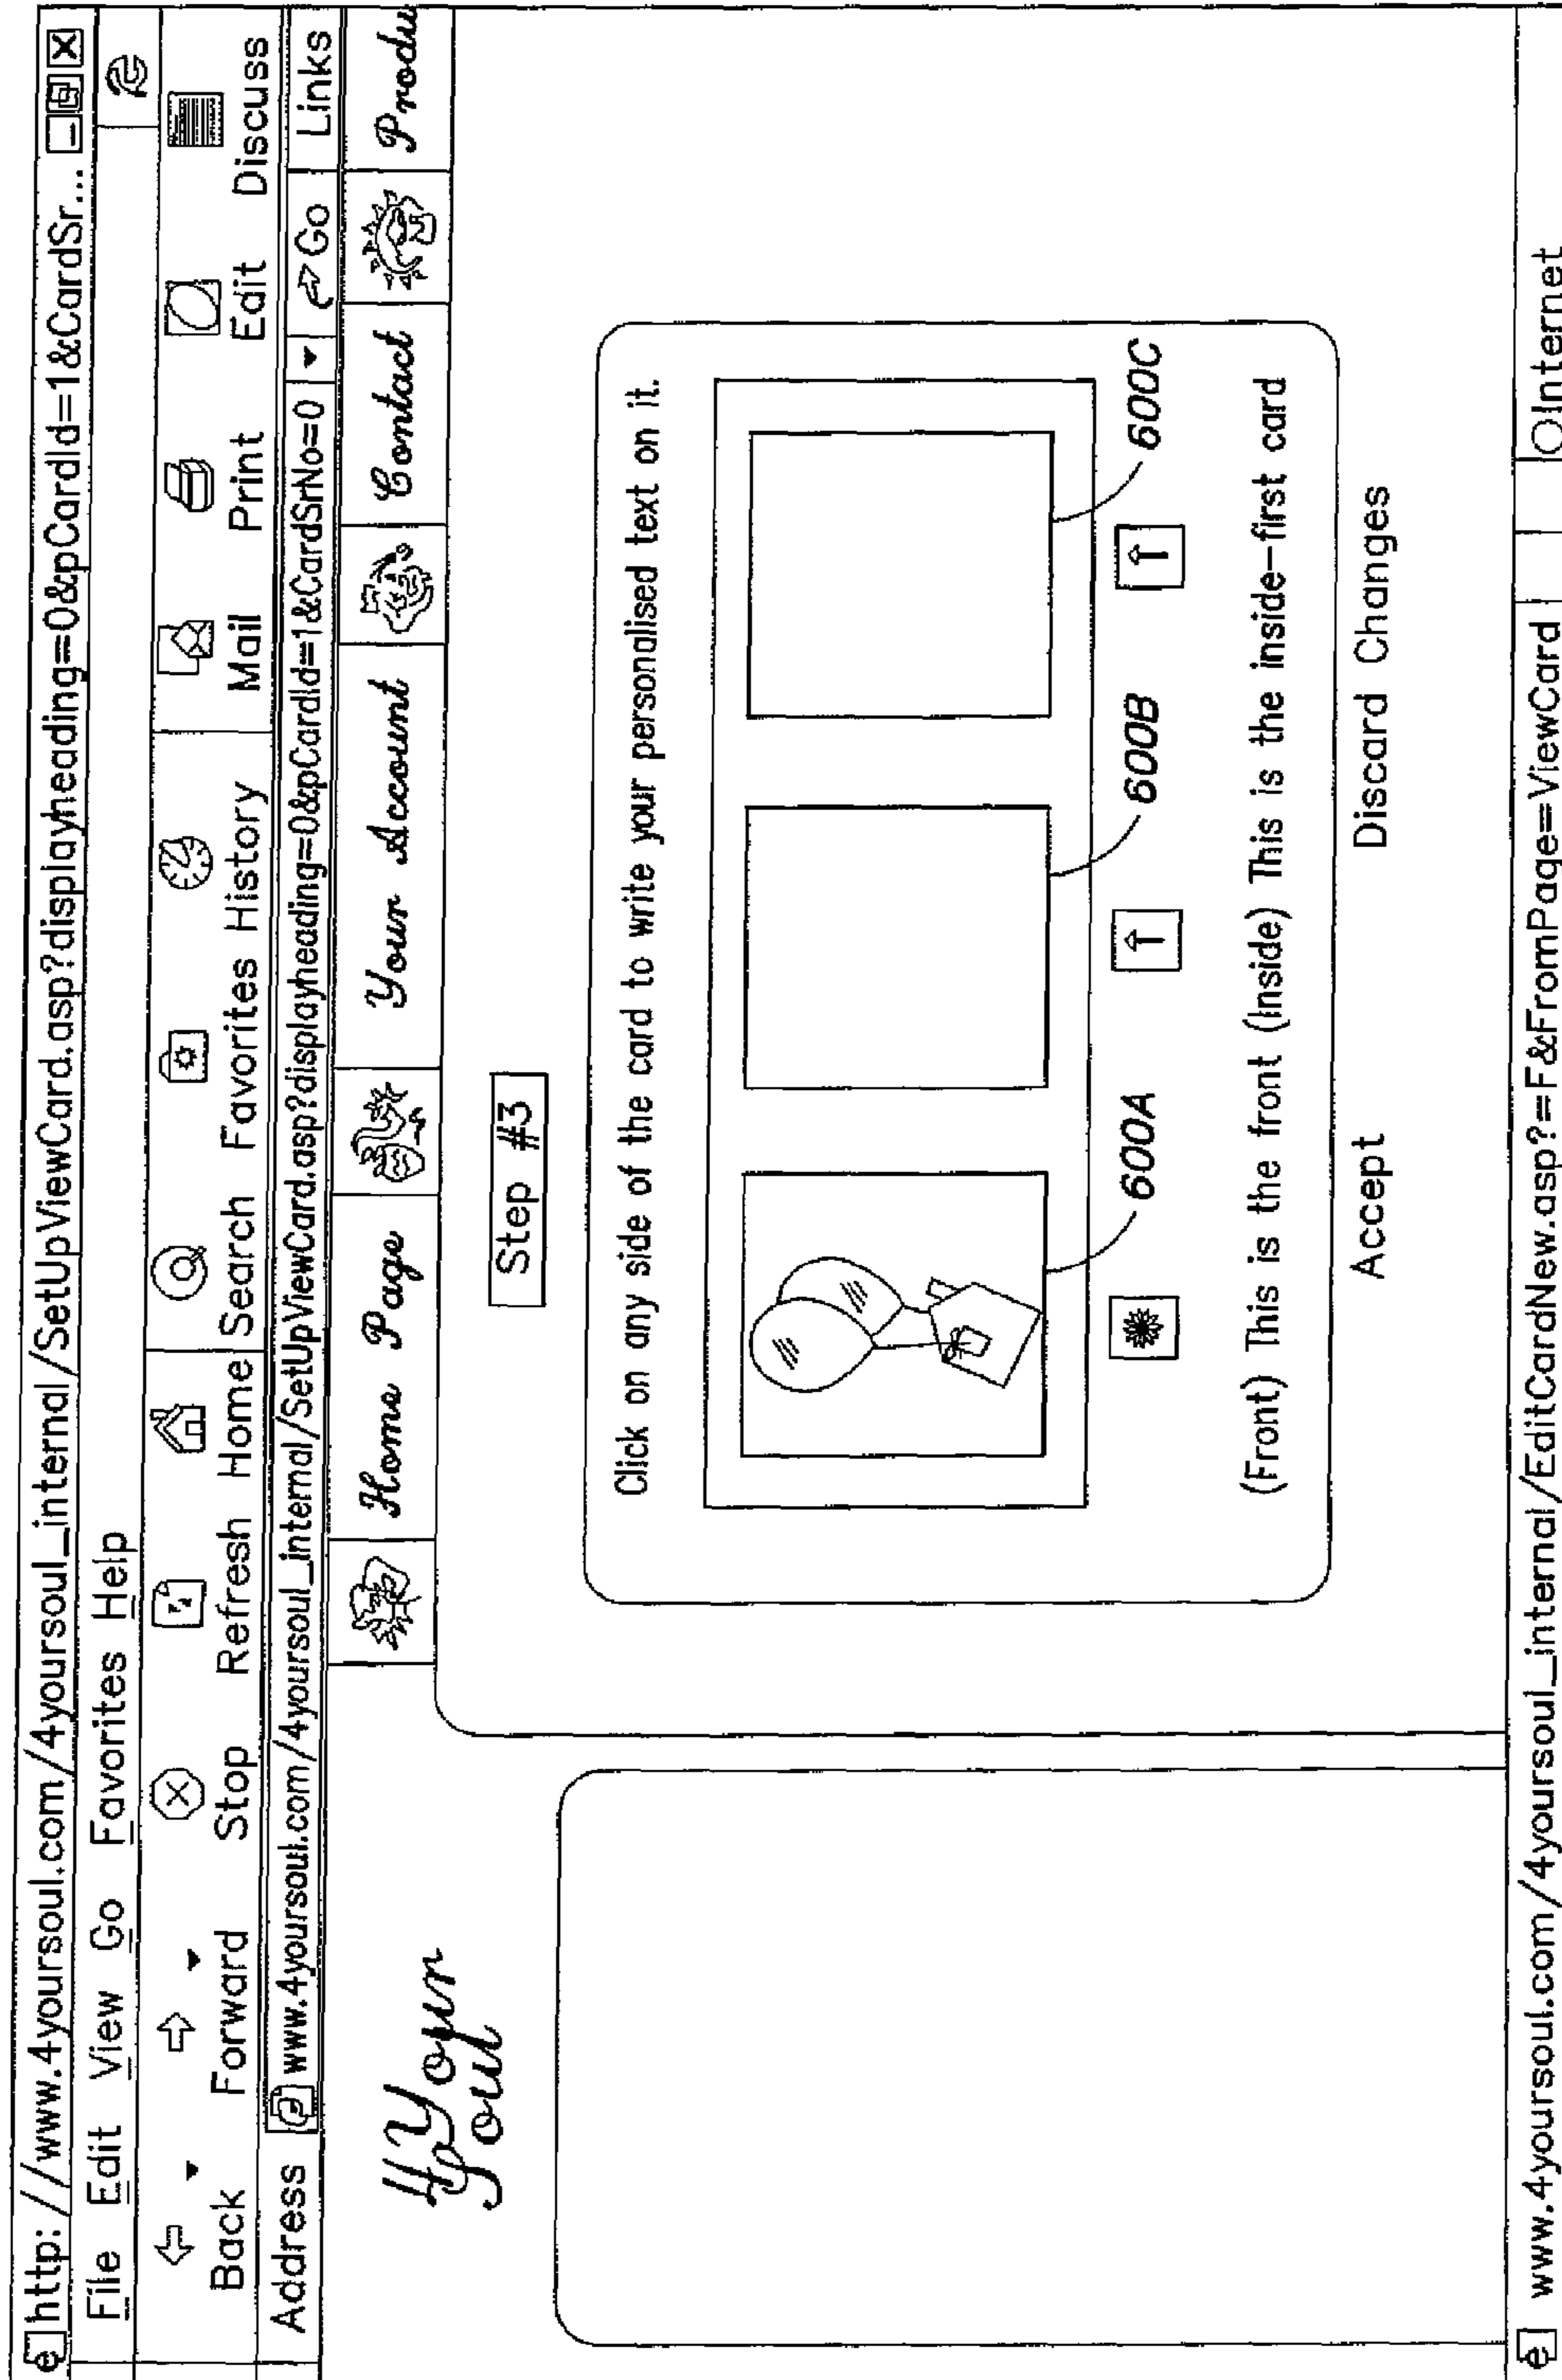 http: //www.4yoursoul.com/4yoursoul_internal/SetUpViewCard.asp?displayheading=0&pCardId=1&CardSr...
File Edit View Go Favorites Help
Back Forward Stop Refresh Home Search Favorites History Mail Print Edit Discuss
Address www.4yoursoul.com/4yoursoul_internal/SetUpViewCard.asp?displayheading=0&pCardId=1&CardSrNo=0 Go Links
4 Your Soul
Home Page Your Account Contact Produ
Step #3
Click on any side of the card to write your personalised text on it.
600A 600B 600C
(Front) This is the front (Inside) This is the inside-first card
Accept Discard Changes
www.4yoursoul.com/4yoursoul_internal/EditCardNew.asp?=F&FromPage=ViewCard Internet